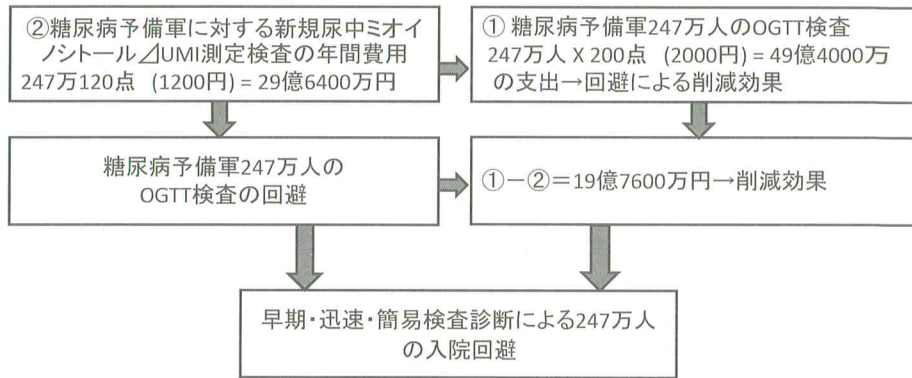 ②糖尿病予備軍に対する新規尿中ミオイ
ノシトール⊿UMI測定検査の年間費用
247万120点 (1200円) = 29億6400万円
① 糖尿病予備軍247万人のOGTT検査
247万人 X 200点 (2000円) = 49億4000万
の支出→回避による削減効果
糖尿病予備軍247万人の
OGTT検査の回避
①－②＝19億7600万円→削減効果
早期・迅速・簡易検査診断による247万人
の入院回避